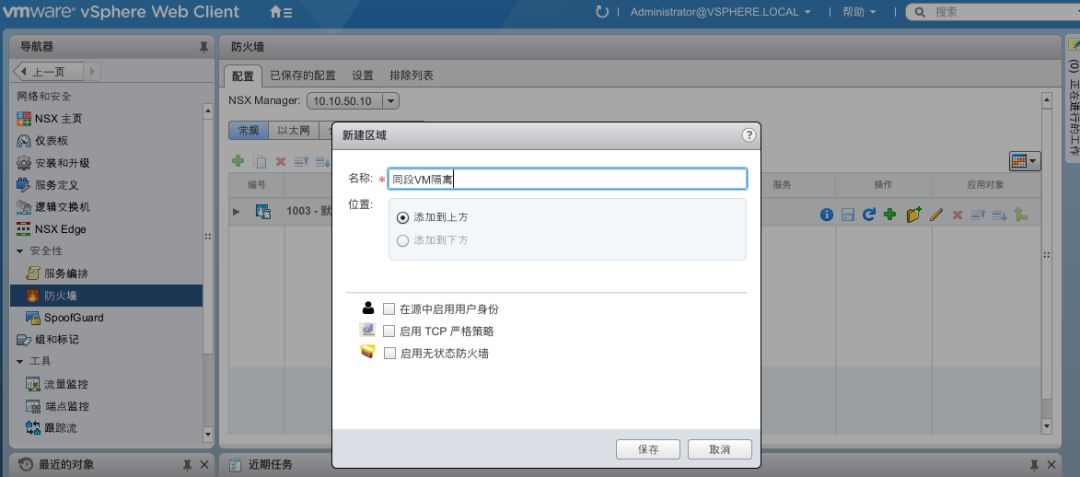 vmware® vSphere Web Client
Administrator@VSPHERE.LOCAL
帮助
搜索
导航器
上一页
网络和安全
NSX 主页
仪表板
安装和升级
服务定义
逻辑交换机
NSX Edge
安全性
服务编排
防火墙
SpoofGuard
组和标记
工具
流量监控
端点监控
跟踪流
最近的对象
防火墙
配置 已保存的配置 设置 排除列表
NSX Manager: 10.10.50.10
常规 以太网
编号 服务 操作 应用对象
1003 - 默
新建区域
名称: * 同段VM隔离
位置:
添加到上方
添加到下方
在源中启用用户身份
启用 TCP 严格策略
启用无状态防火墙
保存 取消
近期任务
(0) 正在进行的工作